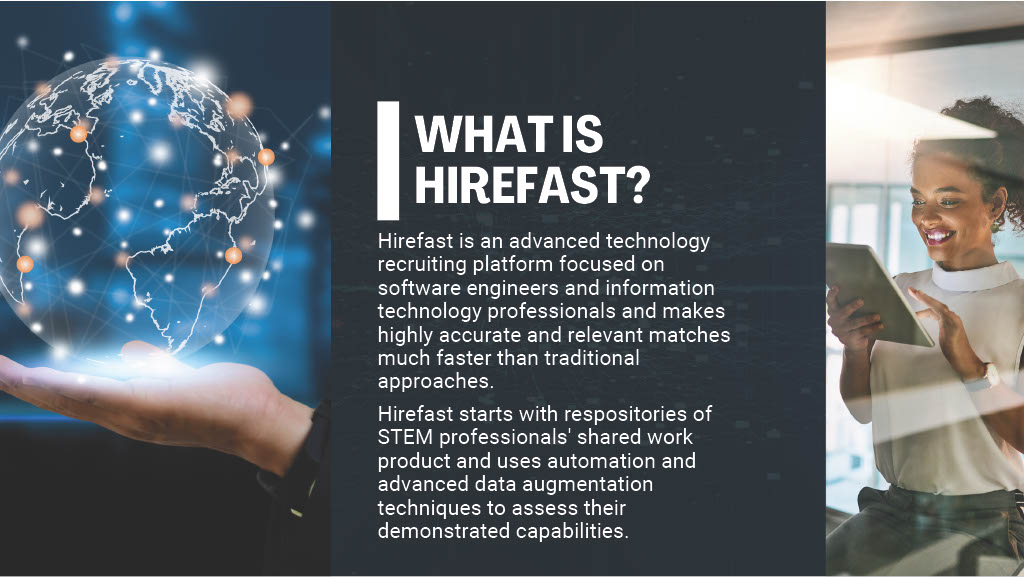 WHAT IS
HIREFAST?
Hirefast is an advanced technology
recruiting platform focused on
software engineers and information
technology professionals and makes
highly accurate and relevant matches
much faster than traditional
approaches.
Hirefast starts with respositories of
STEM professionals' shared work
product and uses automation and
advanced data augmentation
techniques to assess their
demonstrated capabilities.